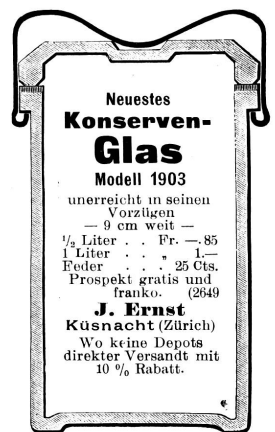 Neuestes
Konserven-
Glas
Modell 1903
unerreicht in seinen
Vorzügen
— 9 cm weit —
1/2 Liter . . Fr. —.85
1 Liter . . „ 1.—
Feder . . . 25 Cts.
Prospekt gratis und
franko. (2649
J. Ernst
Küsnacht (Zürich)
Wo keine Depots
direkter Versandt mit
10 % Rabatt.